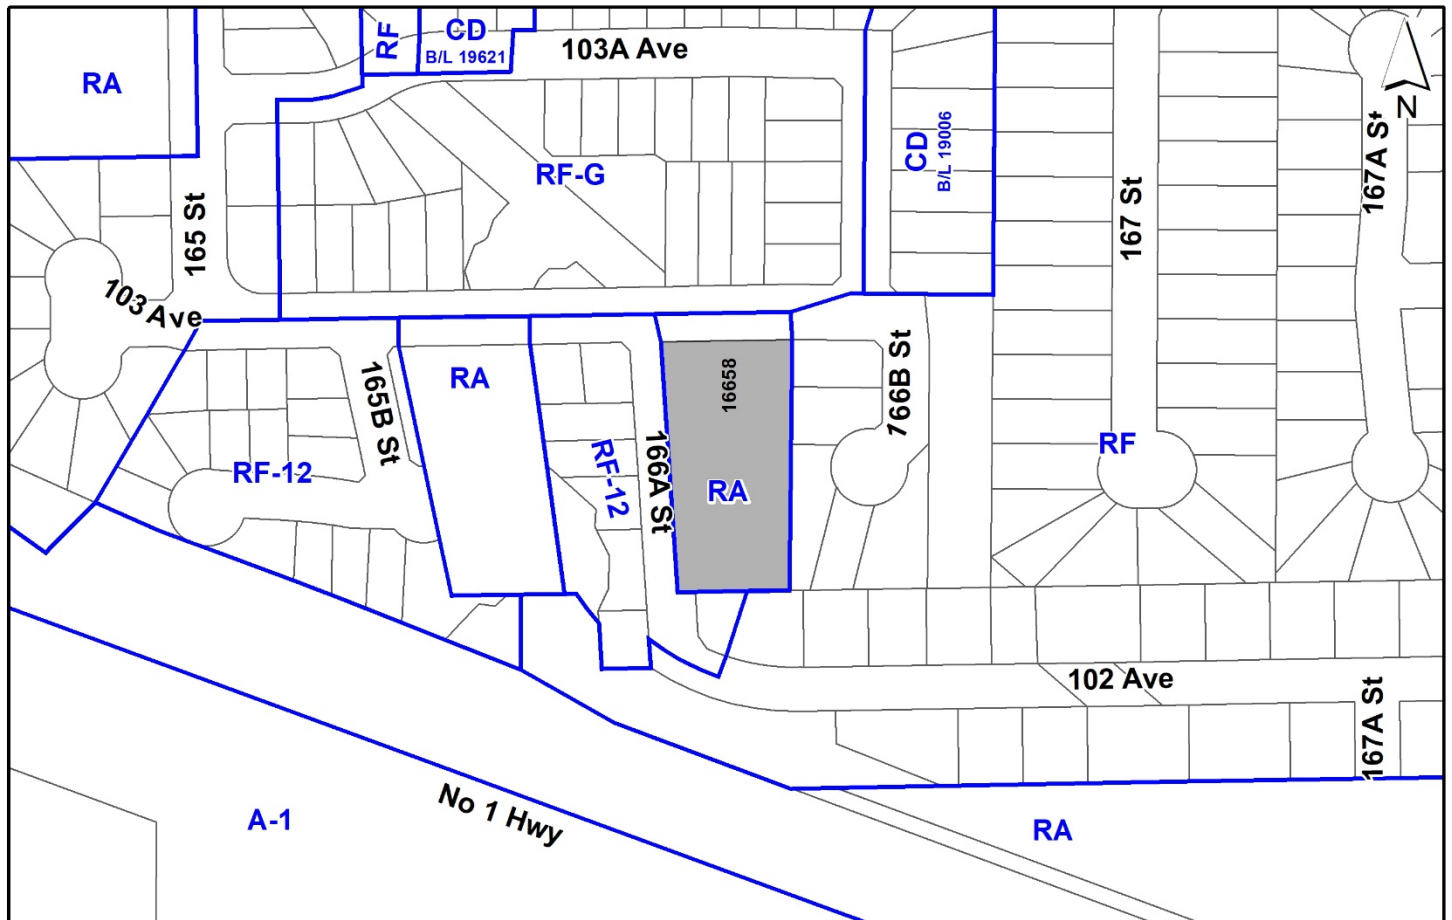 RF
CD
B/L 19621
103A Ave
RA
N
167A St
CD
B/L 19006
RF-G
167 St
165 St
103 Ave
165B St
RA
16658
166B St
RF
RF-12
RF-12
166A St
RA
102 Ave
167A St
No 1 Hwy
A-1
RA